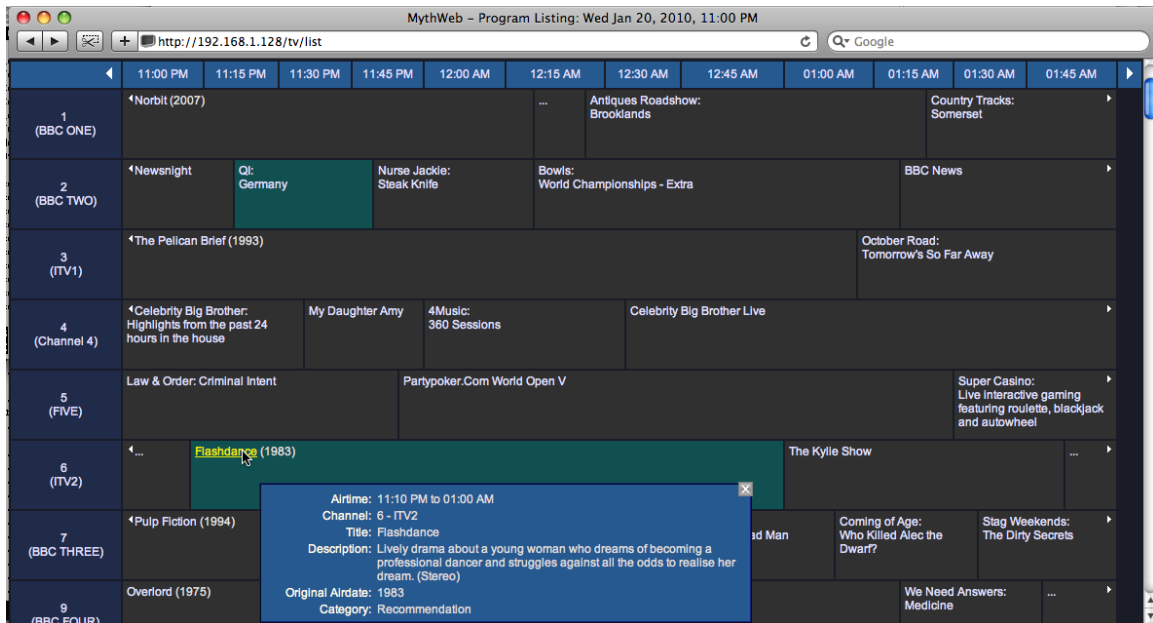 MythWeb – Program Listing: Wed Jan 20, 2010, 11:00 PM
http://192.168.1.128/tv/list
Google
11:00 PM 11:15 PM 11:30 PM 11:45 PM 12:00 AM 12:15 AM 12:30 AM 12:45 AM 01:00 AM 01:15 AM 01:30 AM 01:45 AM
1
(BBC ONE)
Norbit (2007)
...
Antiques Roadshow:
Brooklands
Country Tracks:
Somerset
2
(BBC TWO)
Newsnight
QI:
Germany
Nurse Jackie:
Steak Knife
Bowls:
World Championships - Extra
BBC News
3
(ITV1)
The Pelican Brief (1993)
October Road:
Tomorrow's So Far Away
4
(Channel 4)
Celebrity Big Brother:
Highlights from the past 24
hours in the house
My Daughter Amy
4Music:
360 Sessions
Celebrity Big Brother Live
5
(FIVE)
Law & Order: Criminal Intent
Partypoker.Com World Open V
Super Casino:
Live interactive gaming
featuring roulette, blackjack
and autowheel
6
(ITV2)
...
Flashdance (1983)
The Kylie Show
...
Airtime: 11:10 PM to 01:00 AM
Channel: 6 - ITV2
Title: Flashdance
Description: Lively drama about a young woman who dreams of becoming a
professional dancer and struggles against all the odds to realise her
dream. (Stereo)
Original Airdate: 1983
Category: Recommendation
7
(BBC THREE)
Pulp Fiction (1994)
ad Man
Coming of Age:
Who Killed Alec the
Dwarf?
Stag Weekends:
The Dirty Secrets
9
(BBC FOUR)
Overlord (1975)
We Need Answers:
Medicine
...